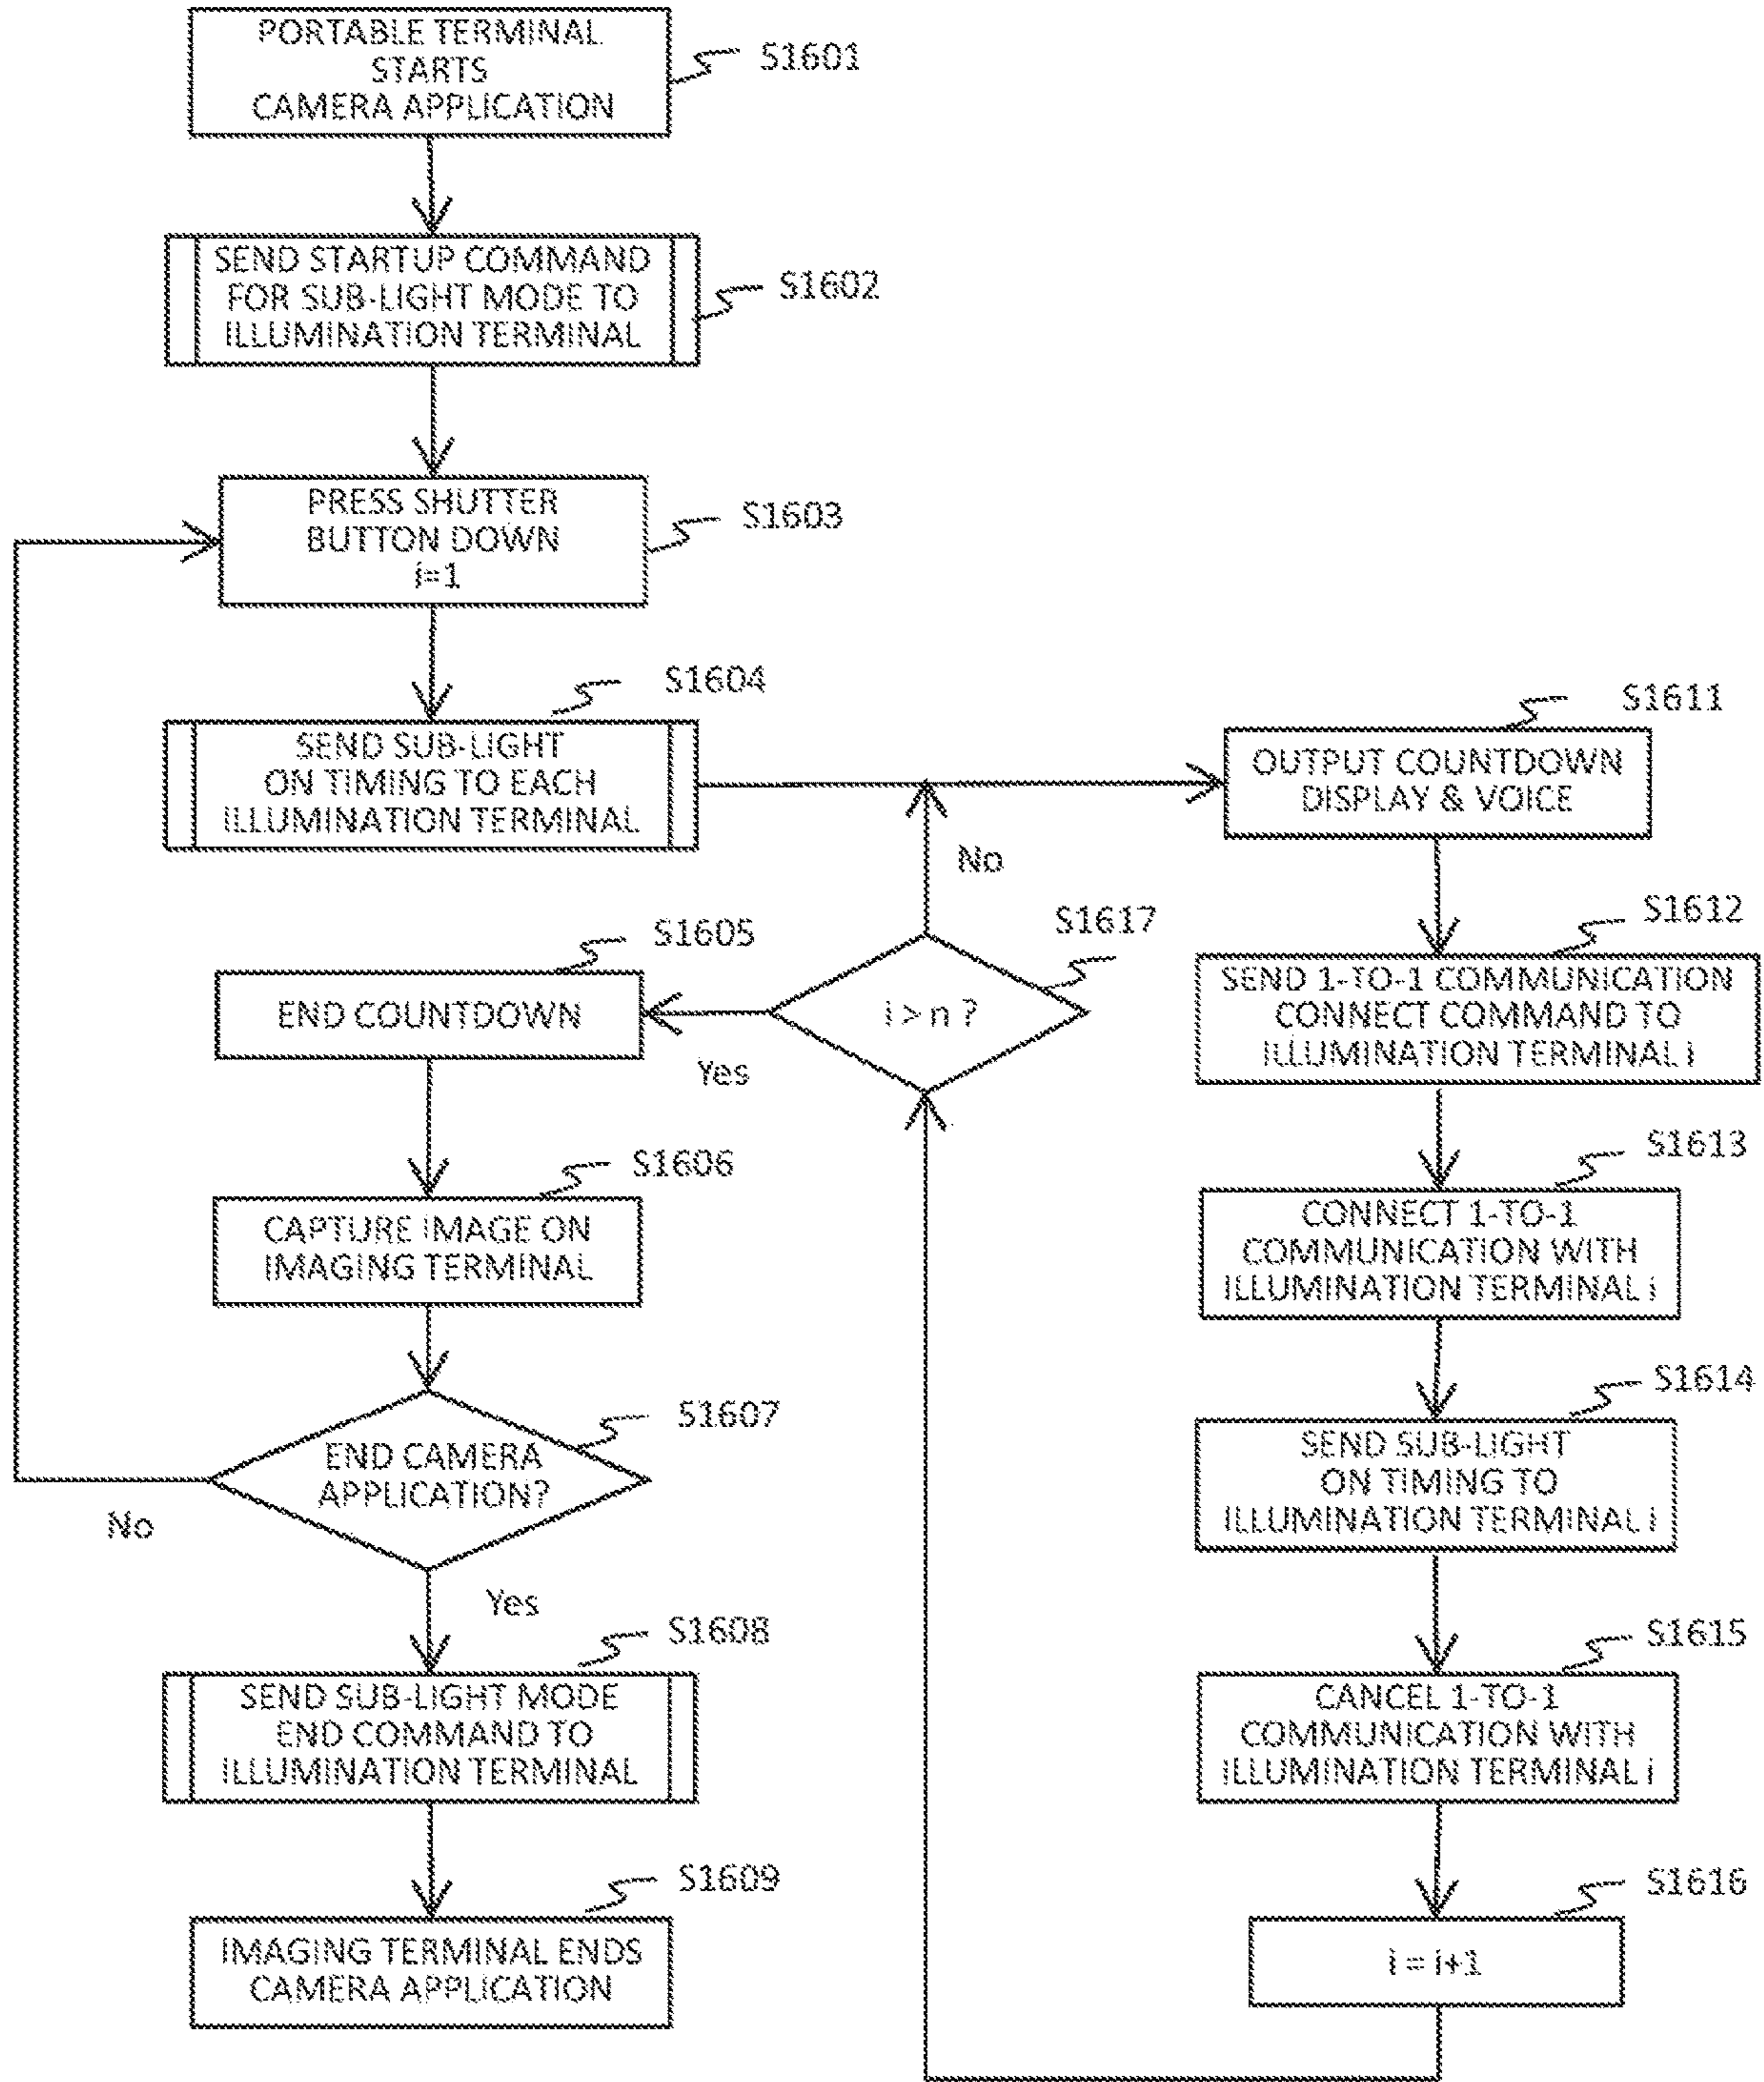 PORTABLE TERMINAL
STARTS
CAMERA APPLICATION
S1601
SEND STARTUP COMMAND
FOR SUB-LIGHT MODE TO
ILLUMINATION TERMINAL
S1602
PRESS SHUTTER
BUTTON DOWN
i=1
S1603
S1604
SEND SUB-LIGHT
ON TIMING TO EACH
ILLUMINATION TERMINAL
S1611
OUTPUT COUNTDOWN
DISPLAY & VOICE
No
S1612
SEND 1-TO-1 COMMUNICATION
CONNECT COMMAND TO
ILLUMINATION TERMINAL i
S1617
i > n ?
Yes
S1605
END COUNTDOWN
S1613
CONNECT 1-TO-1
COMMUNICATION WITH
ILLUMINATION TERMINAL i
S1606
CAPTURE IMAGE ON
IMAGING TERMINAL
S1614
SEND SUB-LIGHT
ON TIMING TO
ILLUMINATION TERMINAL i
S1607
END CAMERA
APPLICATION?
No
Yes
S1615
CANCEL 1-TO-1
COMMUNICATION WITH
ILLUMINATION TERMINAL i
S1608
SEND SUB-LIGHT MODE
END COMMAND TO
ILLUMINATION TERMINAL
S1616
i = i+1
S1609
IMAGING TERMINAL ENDS
CAMERA APPLICATION